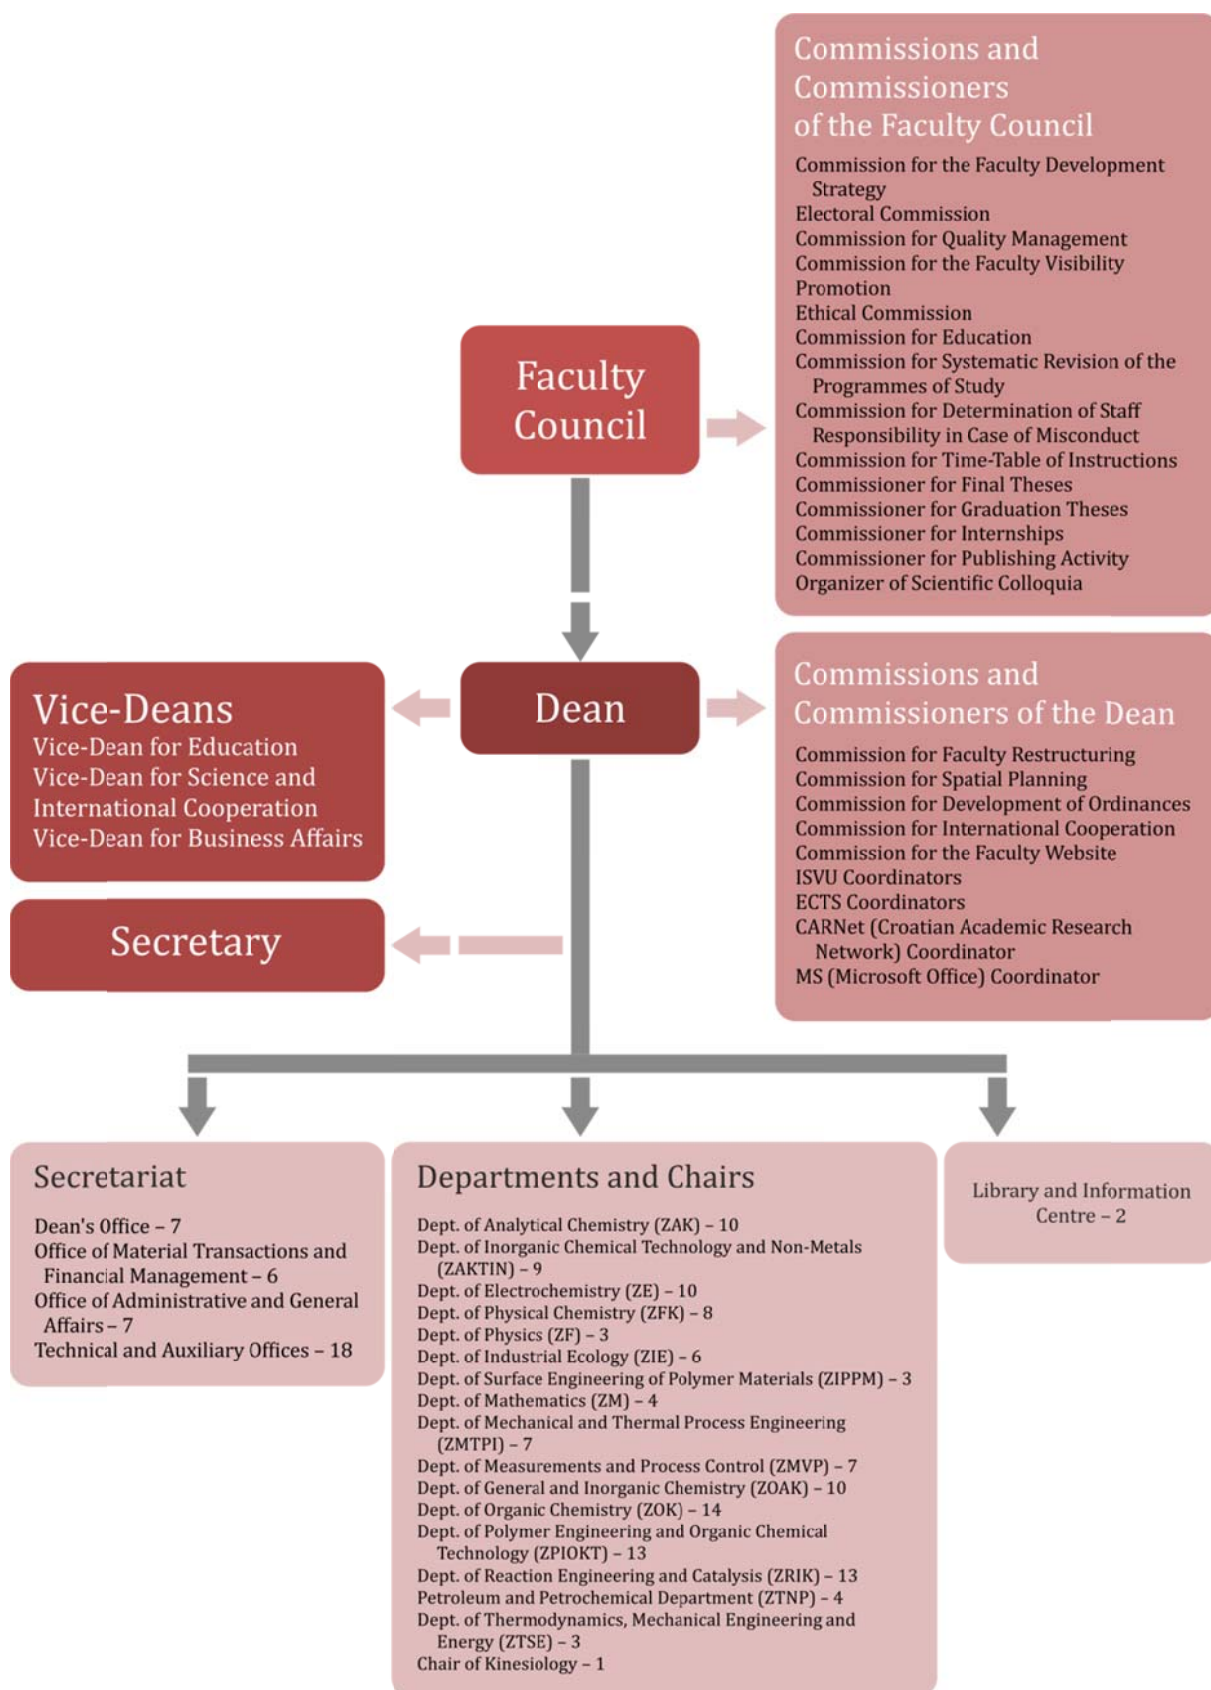 Commissions and
Commissioners
of the Faculty Council
Commission for the Faculty Development
Strategy
Electoral Commission
Commission for Quality Management
Commission for the Faculty Visibility
Promotion
Ethical Commission
Commission for Education
Commission for Systematic Revision of the
Programmes of Study
Commission for Determination of Staff
Responsibility in Case of Misconduct
Commission for Time-Table of Instructions
Commissioner for Final Theses
Commissioner for Graduation Theses
Commissioner for Internships
Commissioner for Publishing Activity
Organizer of Scientific Colloquia
Faculty
Council
Dean
Vice-Deans
Vice-Dean for Education
Vice-Dean for Science and
International Cooperation
Vice-Dean for Business Affairs
Secretary
Commissions and
Commissioners of the Dean
Commission for Faculty Restructuring
Commission for Spatial Planning
Commission for Development of Ordinances
Commission for International Cooperation
Commission for the Faculty Website
ISVU Coordinators
ECTS Coordinators
CARNet (Croatian Academic Research
Network) Coordinator
MS (Microsoft Office) Coordinator
Secretariat
Dean's Office – 7
Office of Material Transactions and
Financial Management – 6
Office of Administrative and General
Affairs – 7
Technical and Auxiliary Offices – 18
Departments and Chairs
Dept. of Analytical Chemistry (ZAK) – 10
Dept. of Inorganic Chemical Technology and Non-Metals
(ZAKTIN) – 9
Dept. of Electrochemistry (ZE) – 10
Dept. of Physical Chemistry (ZFK) – 8
Dept. of Physics (ZF) – 3
Dept. of Industrial Ecology (ZIE) – 6
Dept. of Surface Engineering of Polymer Materials (ZIPPM) – 3
Dept. of Mathematics (ZM) – 4
Dept. of Mechanical and Thermal Process Engineering
(ZMTPI) – 7
Dept. of Measurements and Process Control (ZMVP) – 7
Dept. of General and Inorganic Chemistry (ZOAK) – 10
Dept. of Organic Chemistry (ZOK) – 14
Dept. of Polymer Engineering and Organic Chemical
Technology (ZPIOKT) – 13
Dept. of Reaction Engineering and Catalysis (ZRIK) – 13
Petroleum and Petrochemical Department (ZTNP) – 4
Dept. of Thermodynamics, Mechanical Engineering and
Energy (ZTSE) – 3
Chair of Kinesiology – 1
Library and Information
Centre – 2